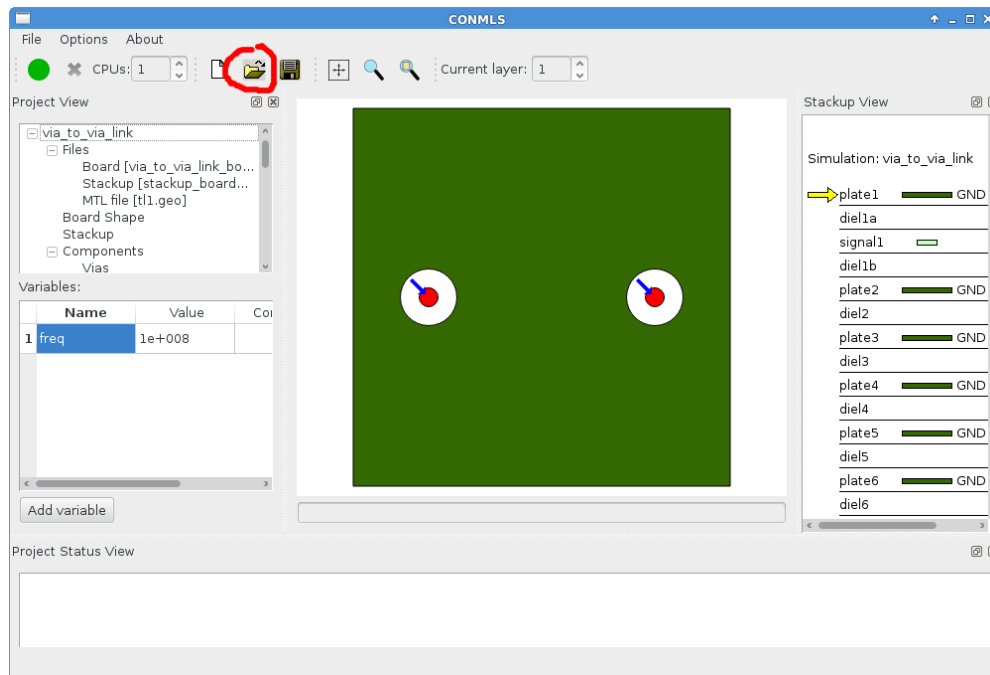 CONMLS
File Options About
CPUs: 1 Current layer: 1
Project View
via_to_via_link
Files
Board [via_to_via_link_bo...
Stackup [stackup_board...
MTL file [tl1.geo]
Board Shape
Stackup
Components
Vias
Variables:
Name Value Coi
1 freq 1e+008
Add variable
Stackup View
Simulation: via_to_via_link
plate1 GND
diel1a
signal1
diel1b
plate2 GND
diel2
plate3 GND
diel3
plate4 GND
diel4
plate5 GND
diel5
plate6 GND
diel6
Project Status View